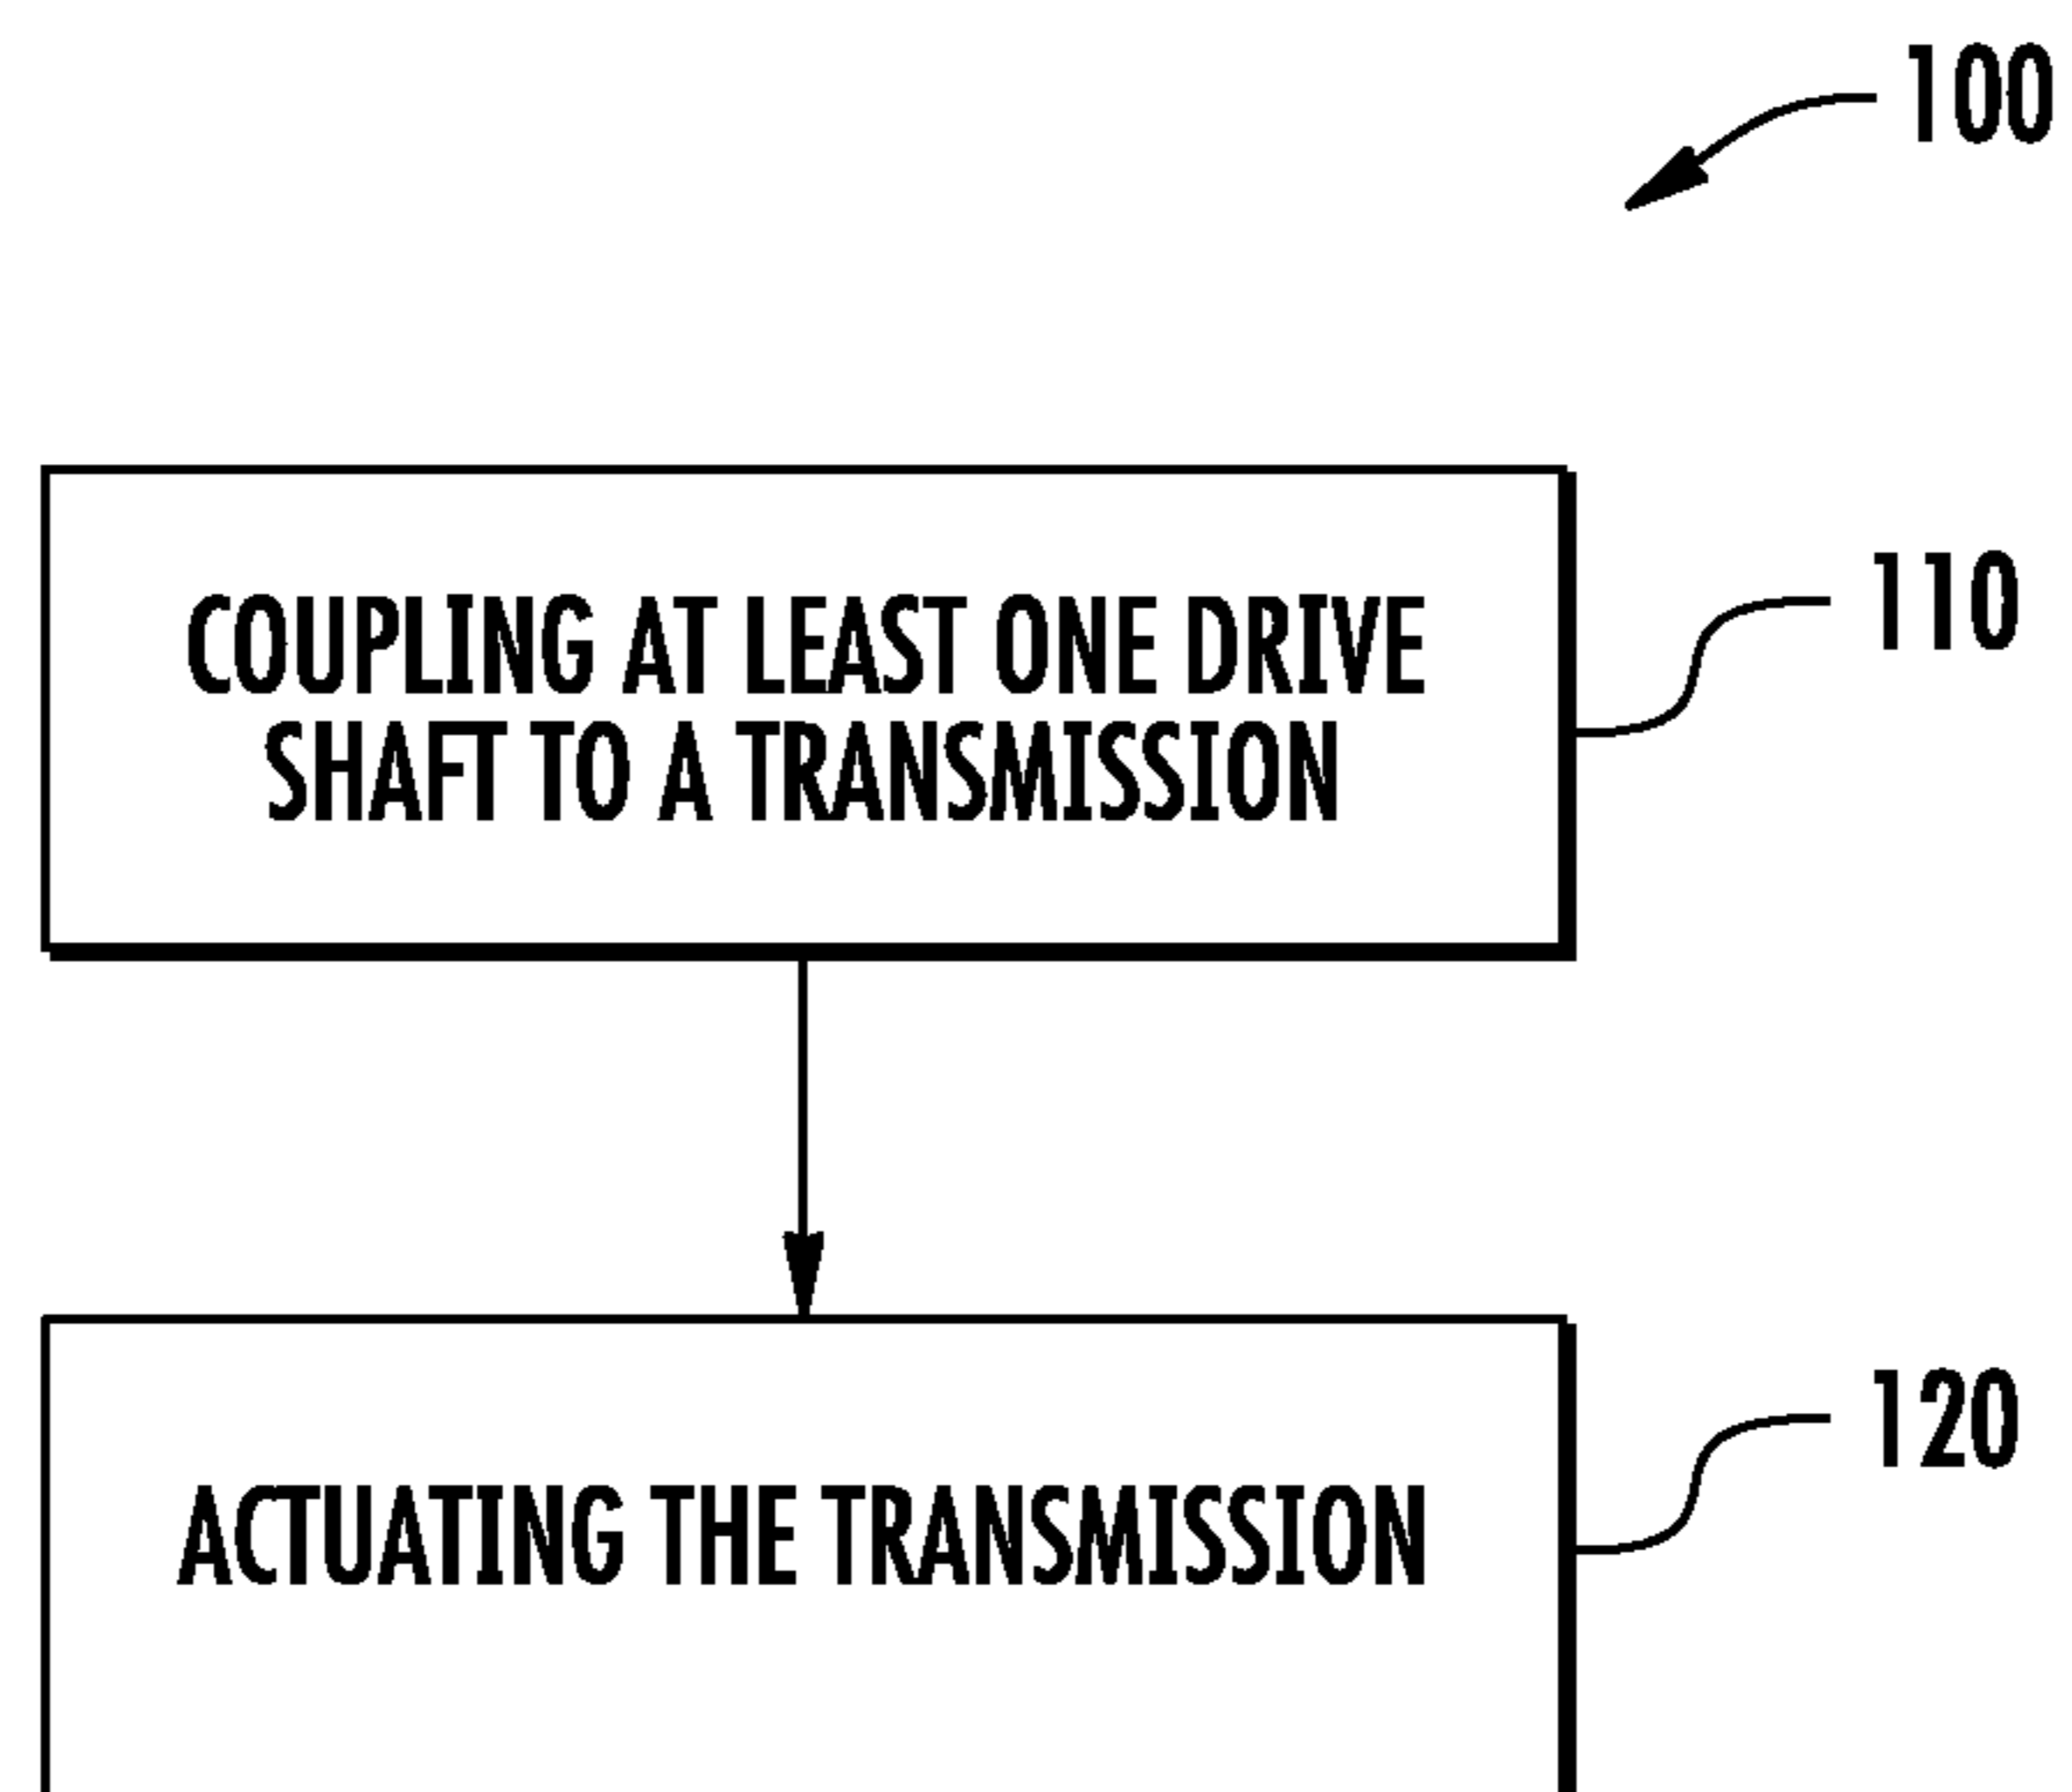 100
COUPLING AT LEAST ONE DRIVE
SHAFT TO A TRANSMISSION
110
ACTUATING THE TRANSMISSION
120